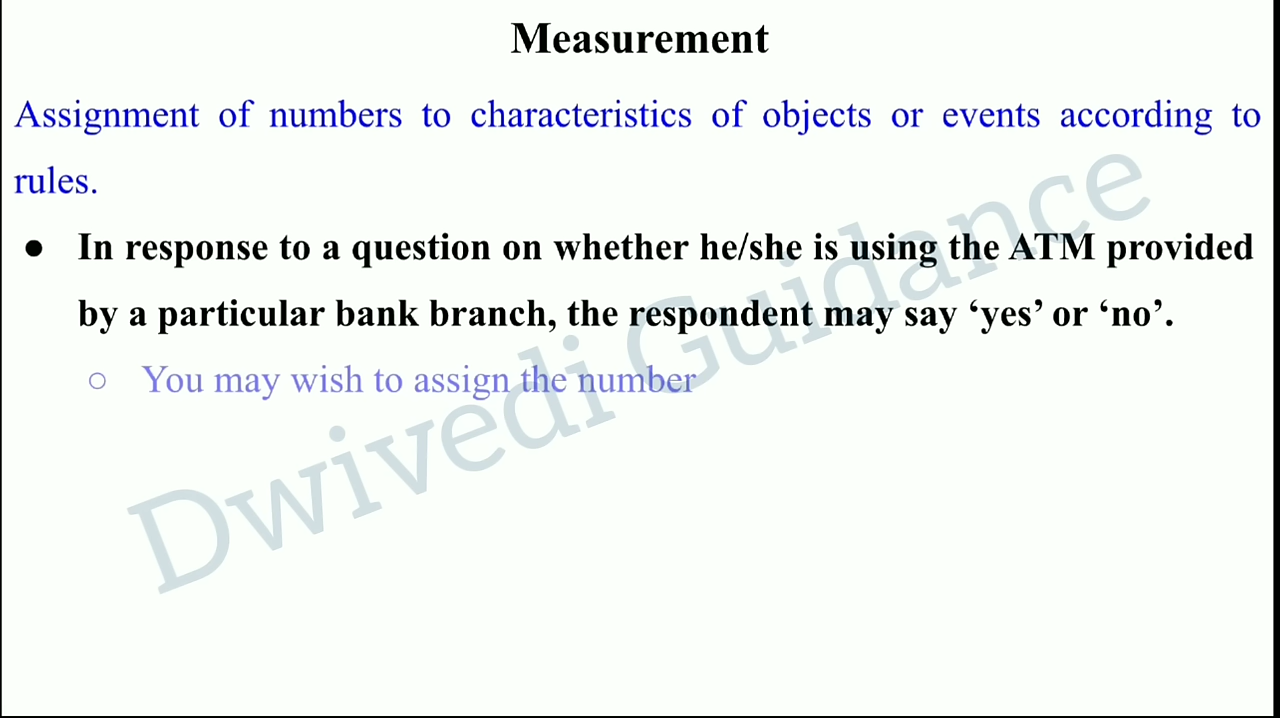 Measurement
Assignment of numbers to characteristics of objects or events according to
rules.
● In response to a question on whether he/she is using the ATM provided
by a particular bank branch, the respondent may say ‘yes’ or ‘no’.
○ You may wish to assign the number
Dwivedi Guidance